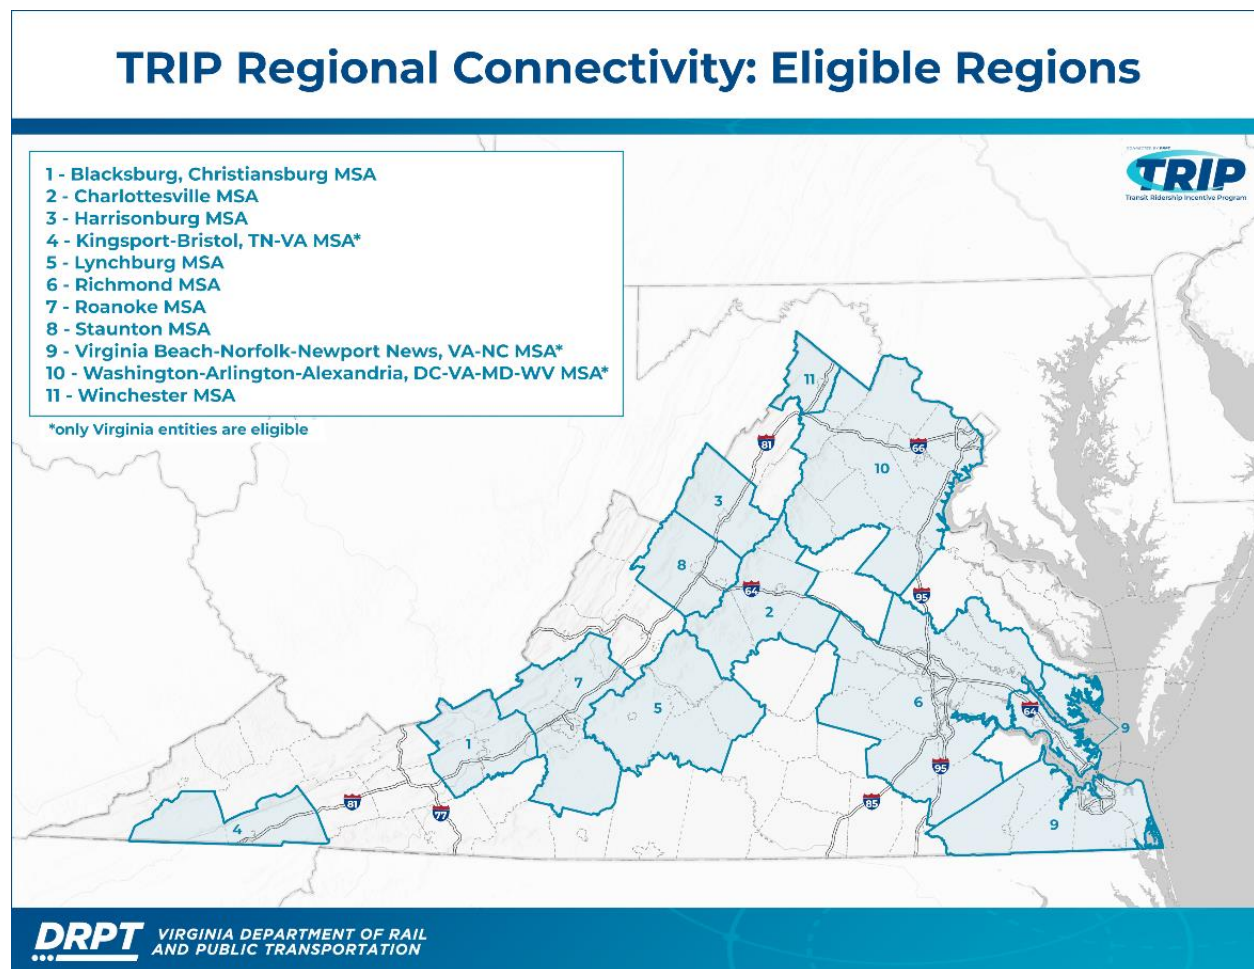 TRIP Regional Connectivity: Eligible Regions
1 - Blacksburg, Christiansburg MSA
2 - Charlottesville MSA
3 - Harrisonburg MSA
4 - Kingsport-Bristol, TN-VA MSA*
5 - Lynchburg MSA
6 - Richmond MSA
7 - Roanoke MSA
8 - Staunton MSA
9 - Virginia Beach-Norfolk-Newport News, VA-NC MSA*
10 - Washington-Arlington-Alexandria, DC-VA-MD-WV MSA*
11 - Winchester MSA
*only Virginia entities are eligible
CONNECTED BY DRPT
TRIP
Transit Ridership Incentive Program
11
81
66
10
3
8
64
2
95
7
5
6
64
9
1
95
81
77
85
4
9
DRPT
VIRGINIA DEPARTMENT OF RAIL
AND PUBLIC TRANSPORTATION